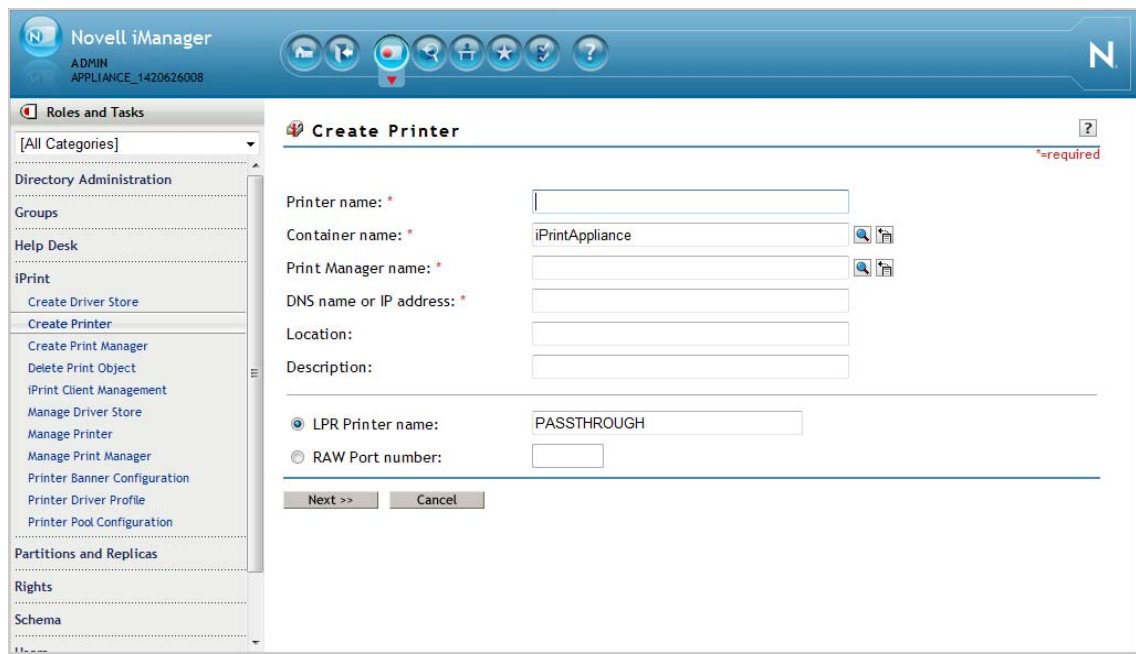 Novell iManager
ADMIN
APPLIANCE_1420626008
N
N
?
Roles and Tasks
[All Categories]
Directory Administration
Groups
Help Desk
iPrint
Create Driver Store
Create Printer
Create Print Manager
Delete Print Object
iPrint Client Management
Manage Driver Store
Manage Printer
Manage Print Manager
Printer Banner Configuration
Printer Driver Profile
Printer Pool Configuration
Partitions and Replicas
Rights
Schema
Create Printer
?
*=required
Printer name: *
Container name: * iPrintAppliance
Print Manager name: *
DNS name or IP address: *
Location:
Description:
LPR Printer name: PASSTHROUGH
RAW Port number:
Next >> Cancel